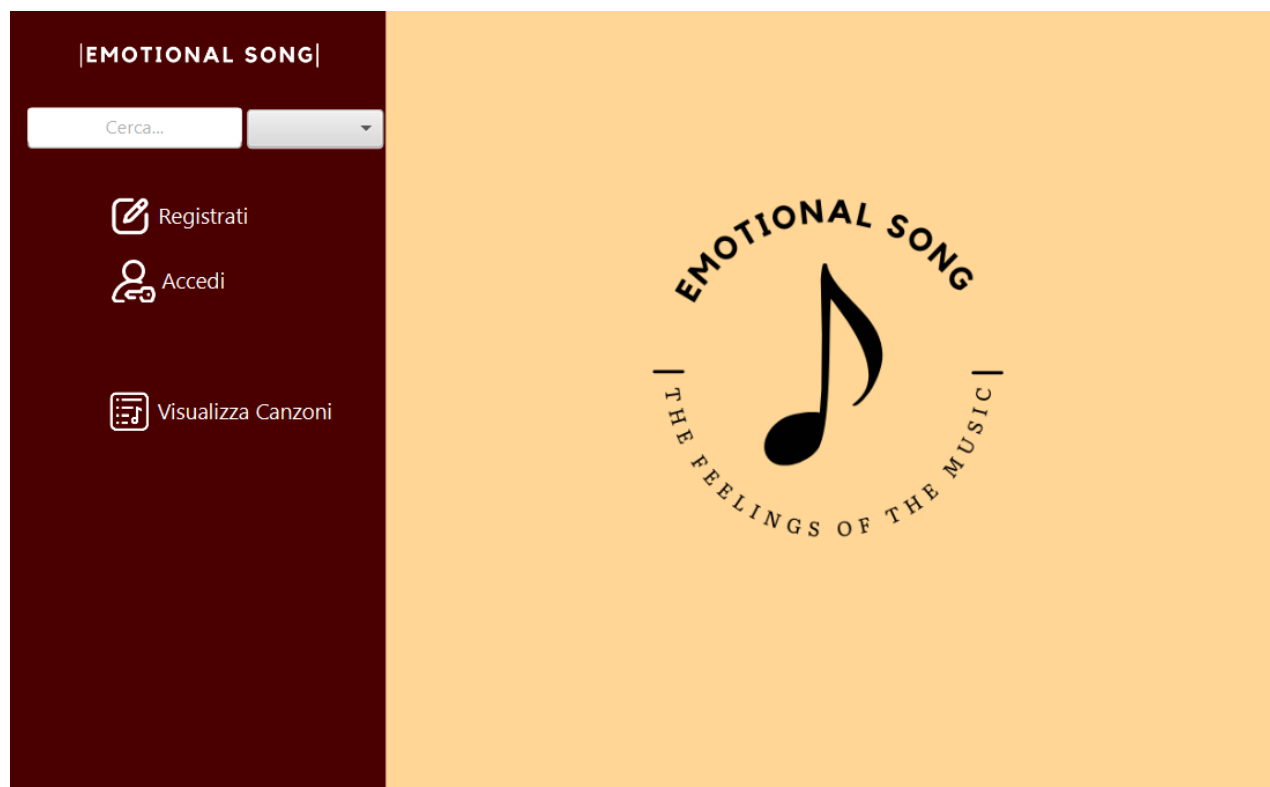 |EMOTIONAL SONG|
Cerca...
Registrati
Accedi
Visualizza Canzoni
EMOTIONAL SONG
|THE FEELINGS OF THE MUSIC|